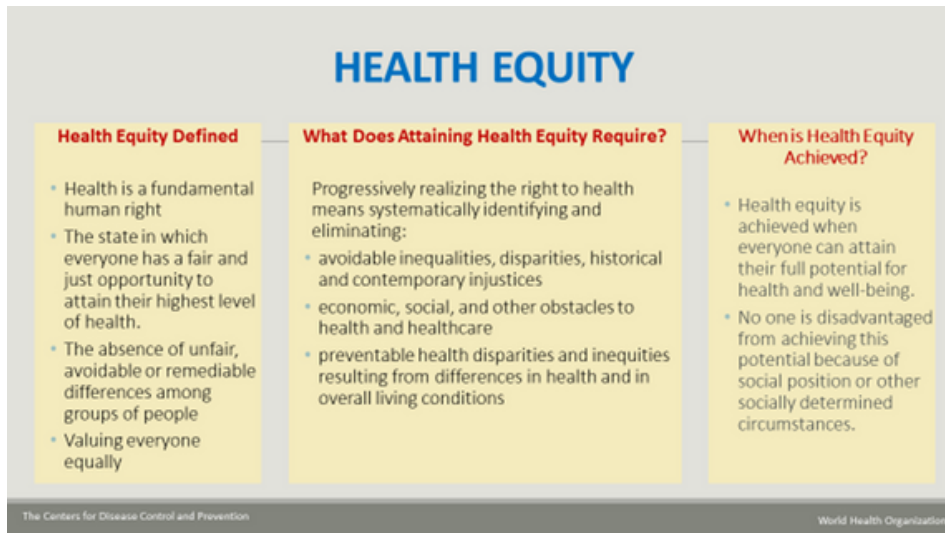 HEALTH EQUITY
Health Equity Defined
• Health is a fundamental
human right
• The state in which
everyone has a fair and
just opportunity to
attain their highest level
of health.
• The absence of unfair,
avoidable or remediable
differences among
groups of people
• Valuing everyone
equally
What Does Attaining Health Equity Require?
Progressively realizing the right to health
means systematically identifying and
eliminating:
• avoidable inequalities, disparities, historical
and contemporary injustices
• economic, social, and other obstacles to
health and healthcare
• preventable health disparities and inequities
resulting from differences in health and in
overall living conditions
When is Health Equity
Achieved?
• Health equity is
achieved when
everyone can attain
their full potential for
health and well-being.
• No one is disadvantaged
from achieving this
potential because of
social position or other
socially determined
circumstances.
The Centers for Disease Control and Prevention
World Health Organization